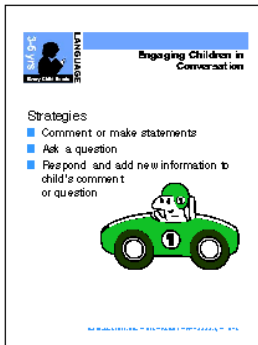 3-6 yrs
LANGUAGE
Every Child Reads
Engaging Children in
Conversation
Strategies
Comment or make statements
Ask a question
Respond and add new information to
child's comment
or question
1